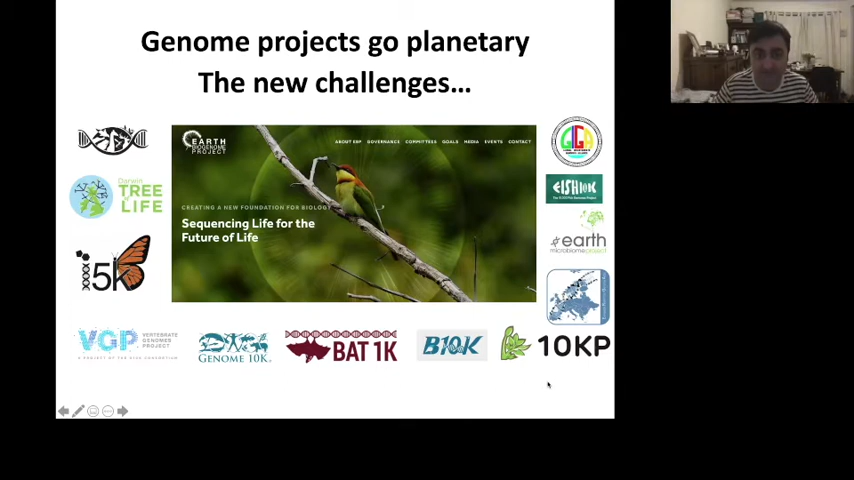 Genome projects go planetary
The new challenges...
EARTH
BIOGENOME
PROJECT
ABOUT EBP GOVERNANCE COMMITTEES GOALS MEDIA EVENTS CONTACT
CREATING A NEW FOUNDATION FOR BIOLOGY
Sequencing Life for the
Future of Life
Darwin
TREE
LIFE
i5k
GIGA
FISH10K
earth
microbiome project
VGP VERTEBRATE
GENOMES
PROJECT
GENOME 10K
BAT 1K
B10K
10KP